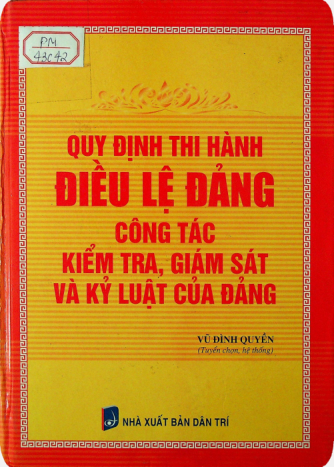 PM
43C42
QUY ĐỊNH THI HÀNH
ĐIỀU LỆ ĐẢNG
CÔNG TÁC
KIỂM TRA, GIÁM SÁT
VÀ KỶ LUẬT CỦA ĐẢNG
VŨ ĐÌNH QUYỀN
(Tuyển chọn, hệ thống)
NHÀ XUẤT BẢN DÂN TRÍ